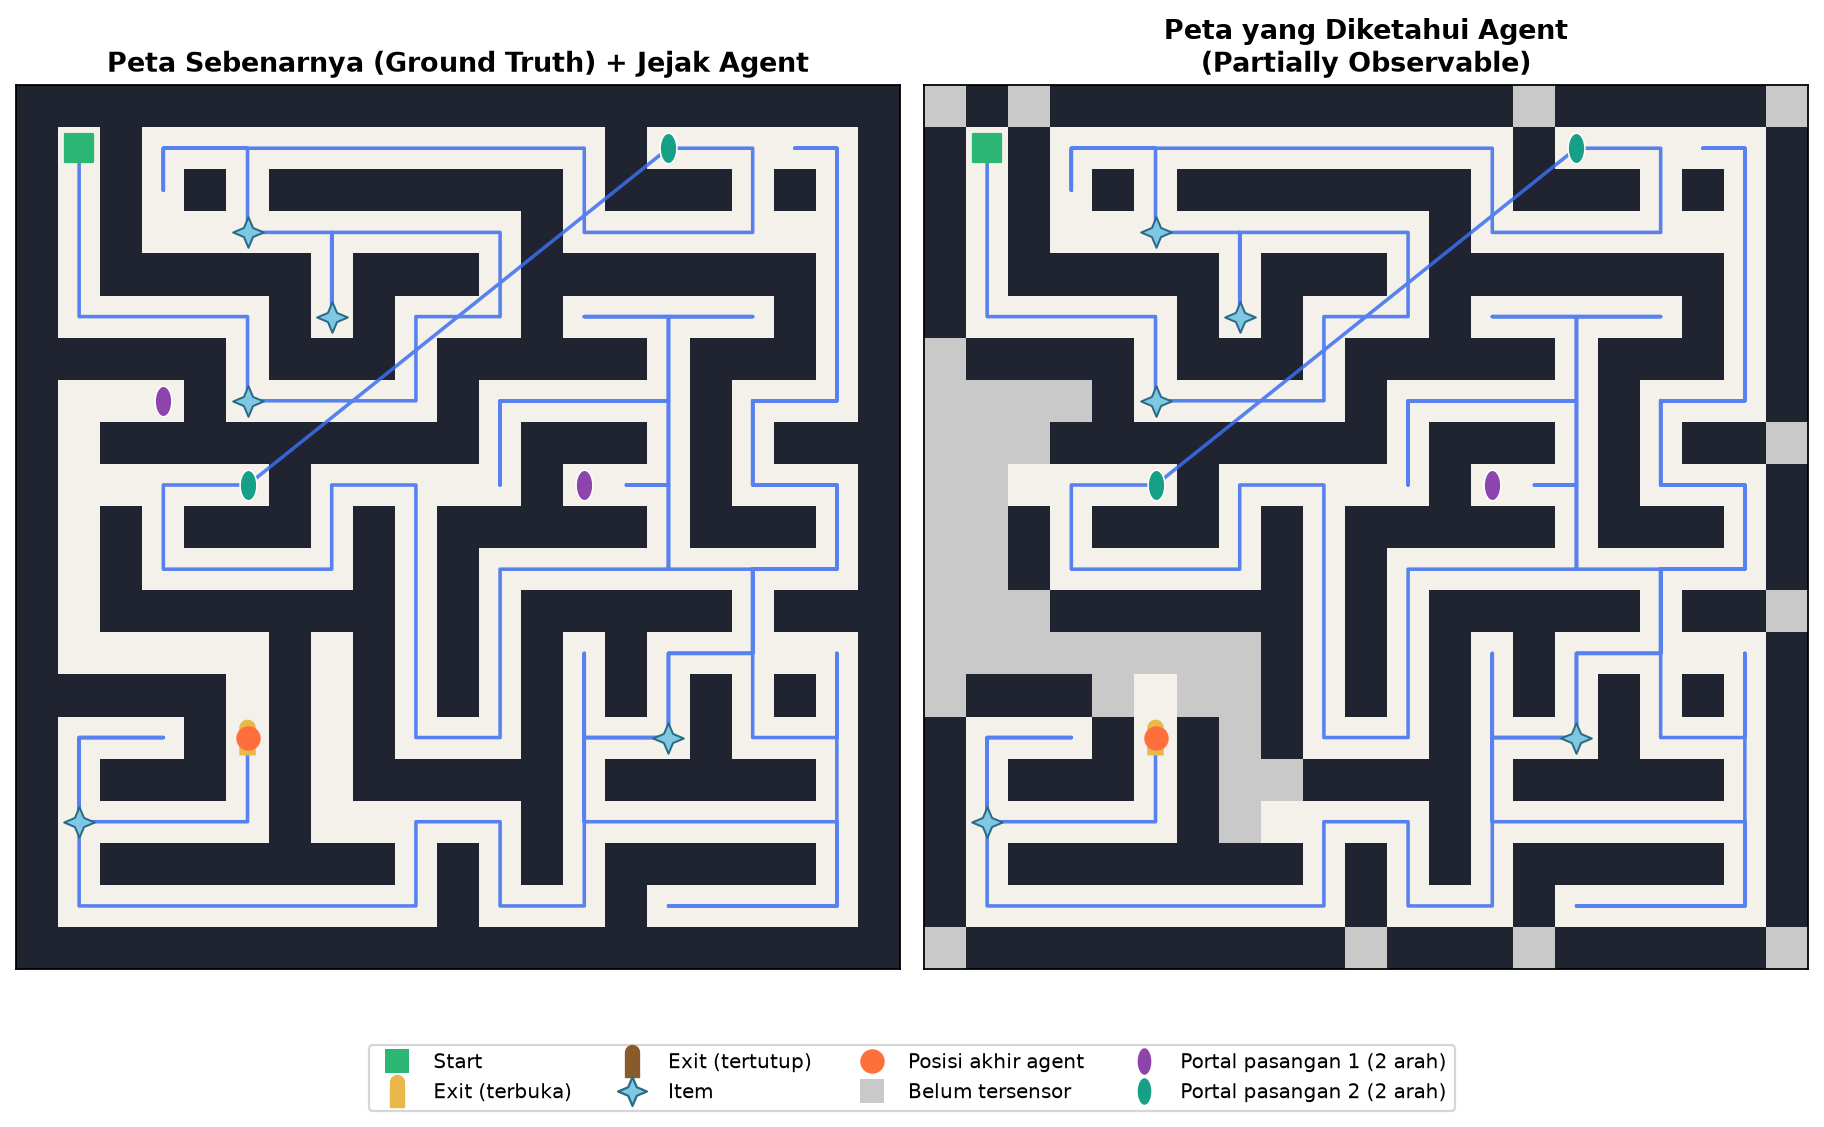 Peta Sebenarnya (Ground Truth) + Jejak Agent
Peta yang Diketahui Agent
(Partially Observable)
Start
Exit (terbuka)
Exit (tertutup)
Item
Posisi akhir agent
Belum tersensor
Portal pasangan 1 (2 arah)
Portal pasangan 2 (2 arah)